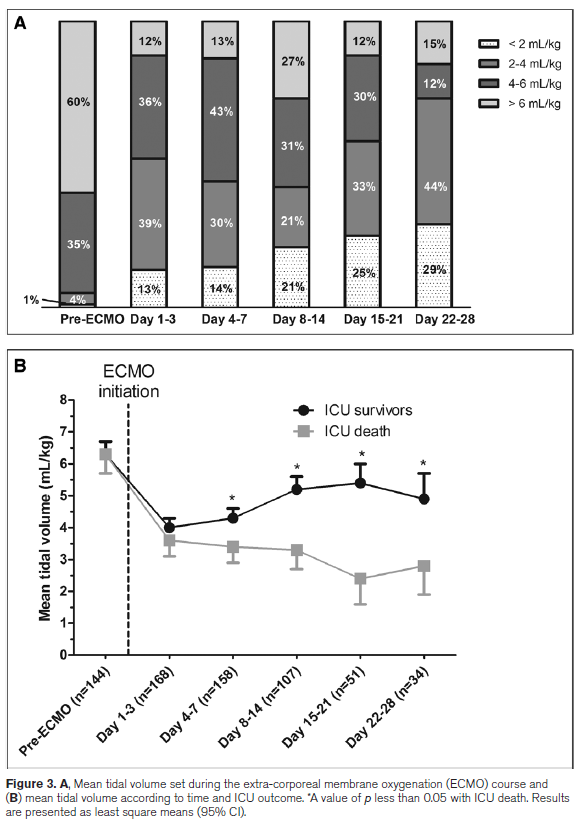 A
12%
13%
27%
12%
15%
< 2 mL/kg
2-4 mL/kg
4-6 mL/kg
> 6 mL/kg
60%
36%
43%
31%
30%
12%
35%
39%
30%
21%
33%
44%
1%
4%
13%
14%
21%
25%
29%
Pre-ECMO Day 1-3 Day 4-7 Day 8-14 Day 15-21 Day 22-28
B
ECMO
initiation
ICU survivors
ICU death
Mean tidal volume (mL/kg)
8
7
6
5
4
3
2
1
0
* * * *
Pre-ECMO (n=144)
Day 1-3 (n=168)
Day 4-7 (n=158)
Day 8-14 (n=107)
Day 15-21 (n=51)
Day 22-28 (n=34)
Figure 3. A, Mean tidal volume set during the extra-corporeal membrane oxygenation (ECMO) course and
(B) mean tidal volume according to time and ICU outcome. *A value of p less than 0.05 with ICU death. Results
are presented as least square means (95% CI).